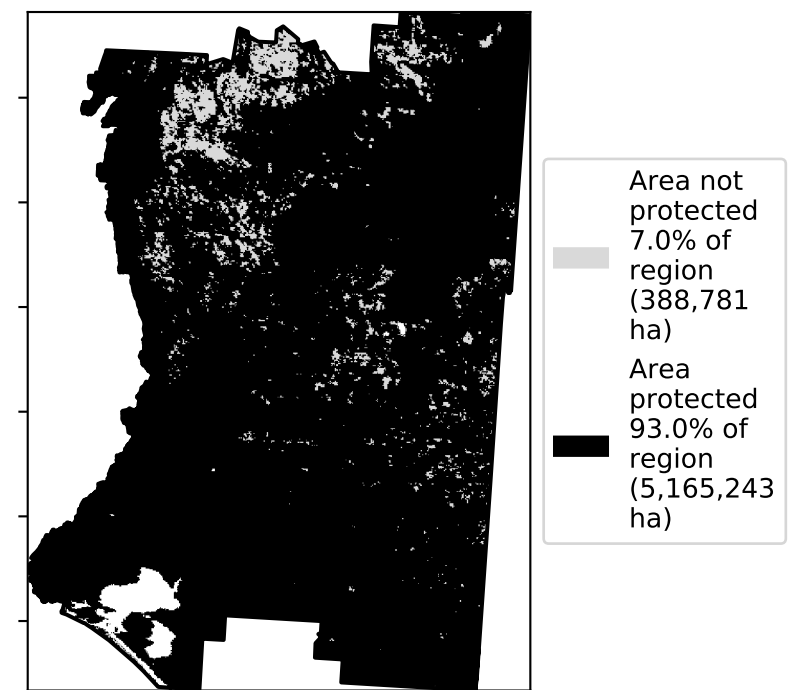 Area not
protected
7.0% of
region
(388,781
ha)
Area
protected
93.0% of
region
(5,165,243
ha)